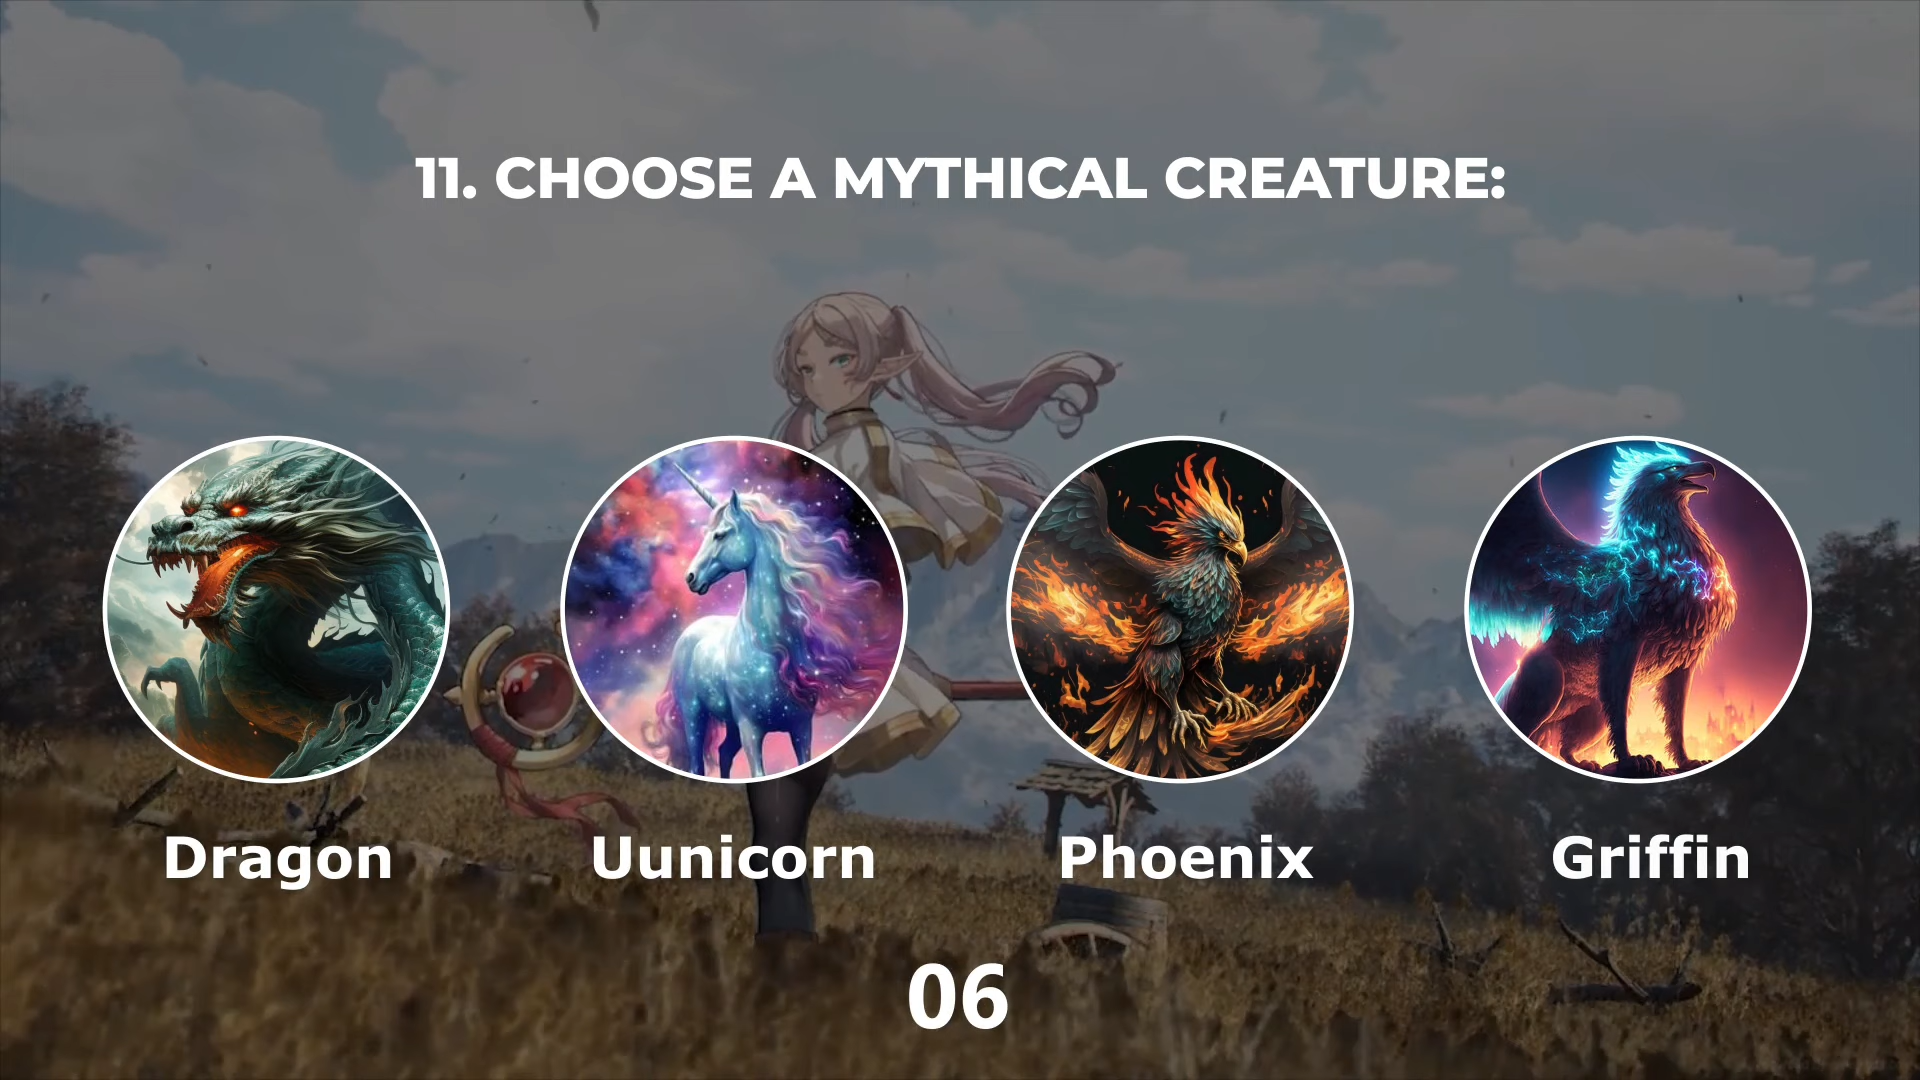 11. CHOOSE A MYTHICAL CREATURE:
Dragon
Uunicorn
Phoenix
Griffin
06